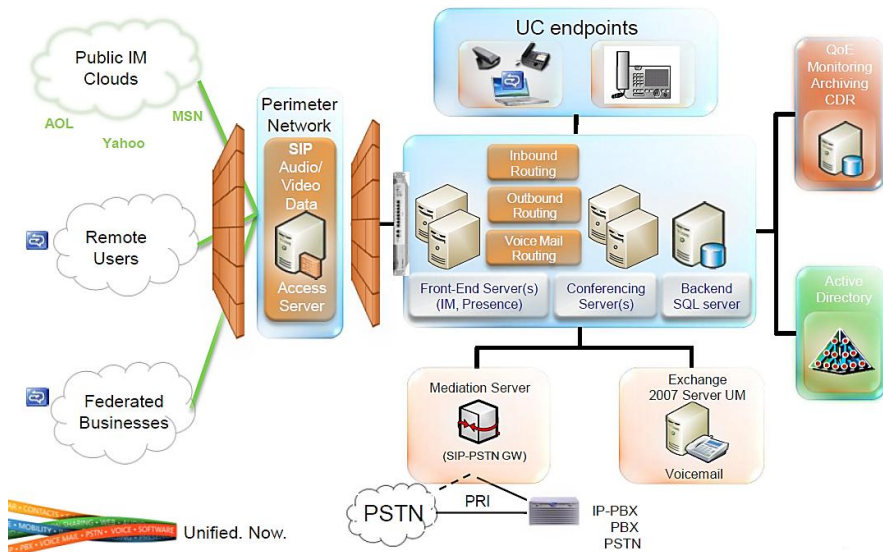 Public IM
Clouds
AOL
MSN
Yahoo
Remote
Users
Federated
Businesses
Perimeter
Network
SIP
Audio/
Video
Data
Access
Server
UC endpoints
Inbound
Routing
Outbound
Routing
Voice Mail
Routing
Front-End Server(s)
(IM, Presence)
Conferencing
Server(s)
Backend
SQL server
QoE
Monitoring
Archiving
CDR
Active
Directory
Mediation Server
(SIP-PSTN GW)
Exchange
2007 Server UM
Voicemail
PSTN
PRI
IP-PBX
PBX
PSTN
Unified. Now.